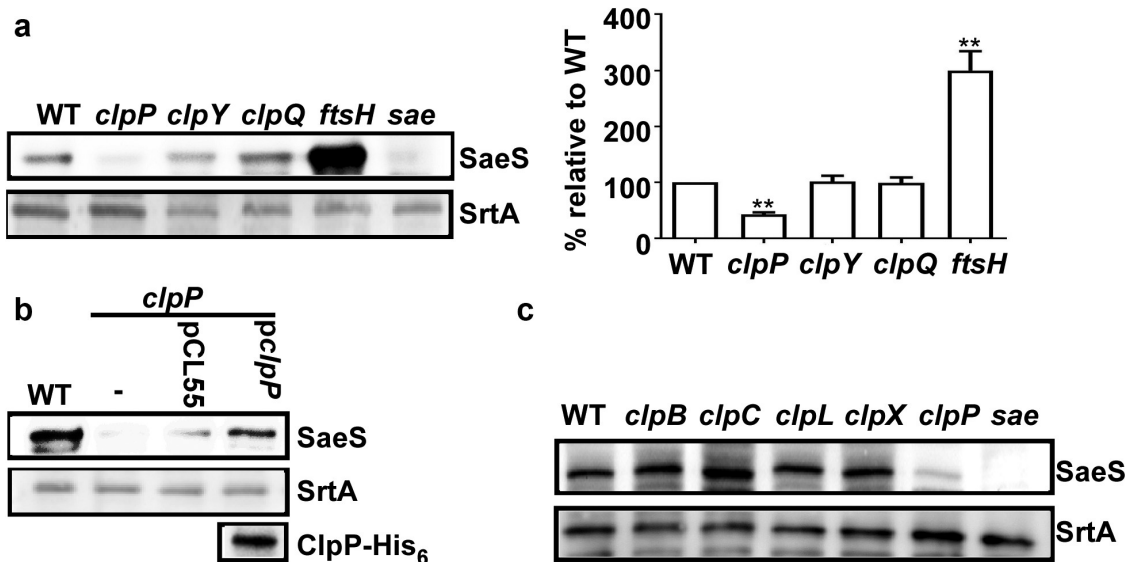 a
WT clpP clpY clpQ ftsH sae
SaeS
SrtA
% relative to WT
400
300
200
100
0
** **
WT clpP clpY clpQ ftsH
b
clpP
WT - pCL55 pclpP
SaeS
SrtA
ClpP-His6
c
WT clpB clpC clpL clpX clpP sae
SaeS
SrtA